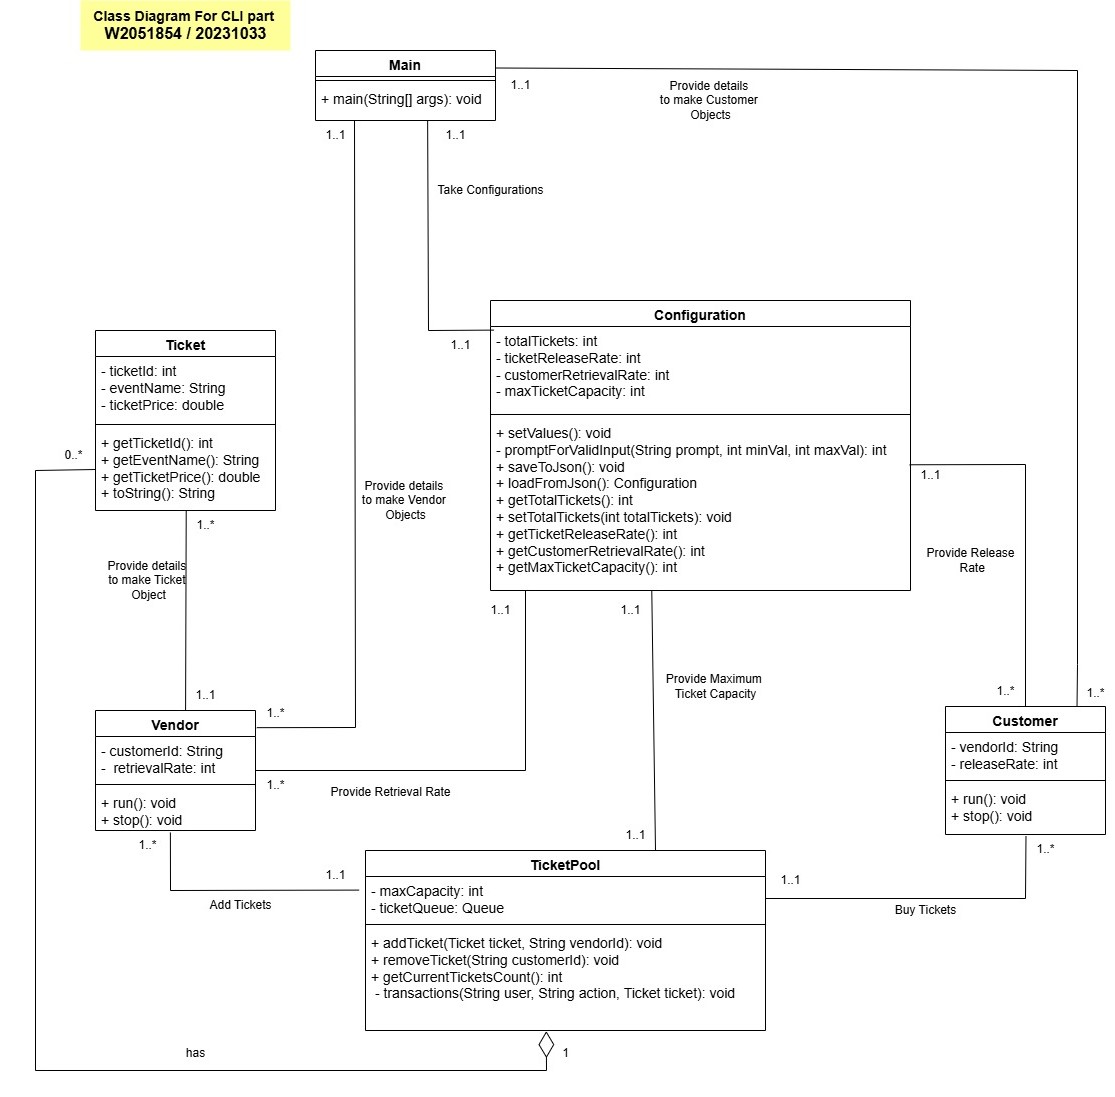 Class Diagram For CLI part
W2051854 / 20231033
Main
+ main(String[] args): void
1..1
Provide details
to make Customer
Objects
1..1
1..1
Take Configurations
Configuration
- totalTickets: int
- ticketReleaseRate: int
- customerRetrievalRate: int
- maxTicketCapacity: int
+ setValues(): void
- promptForValidInput(String prompt, int minVal, int maxVal): int
+ saveToJson(): void
+ loadFromJson(): Configuration
+ getTotalTickets(): int
+ setTotalTickets(int totalTickets): void
+ getTicketReleaseRate(): int
+ getCustomerRetrievalRate(): int
+ getMaxTicketCapacity(): int
1..1
Ticket
- ticketId: int
- eventName: String
- ticketPrice: double
+ getTicketId(): int
+ getEventName(): String
+ getTicketPrice(): double
+ toString(): String
0..*
1..*
Provide details
to make Vendor
Objects
1..1
Provide Release
Rate
Provide details
to make Ticket
Object
1..1
1..1
Provide Maximum
Ticket Capacity
1..1
1..*
1..*
1..*
Vendor
- customerId: String
-  retrievalRate: int
+ run(): void
+ stop(): void
1..*
Provide Retrieval Rate
Customer
- vendorId: String
- releaseRate: int
+ run(): void
+ stop(): void
1..*
1..1
1..*
1..1
Add Tickets
TicketPool
- maxCapacity: int
- ticketQueue: Queue
+ addTicket(Ticket ticket, String vendorId): void
+ removeTicket(String customerId): void
+ getCurrentTicketsCount(): int
- transactions(String user, String action, Ticket ticket): void
1..1
Buy Tickets
has
1